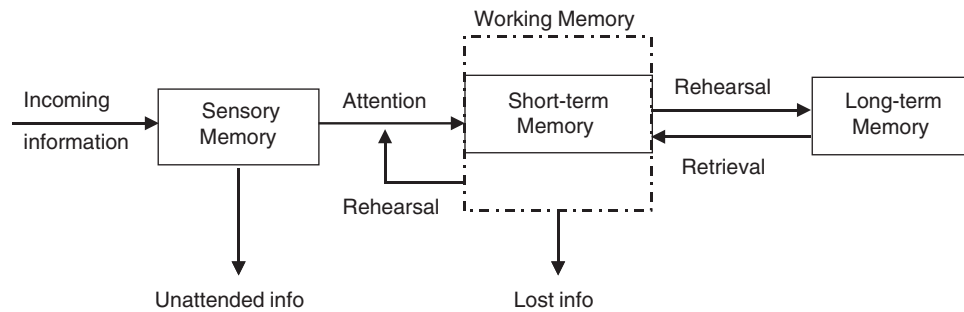 Working Memory
Incoming
information
Sensory
Memory
Attention
Rehearsal
Short-term
Memory
Rehearsal
Retrieval
Long-term
Memory
Unattended info
Lost info